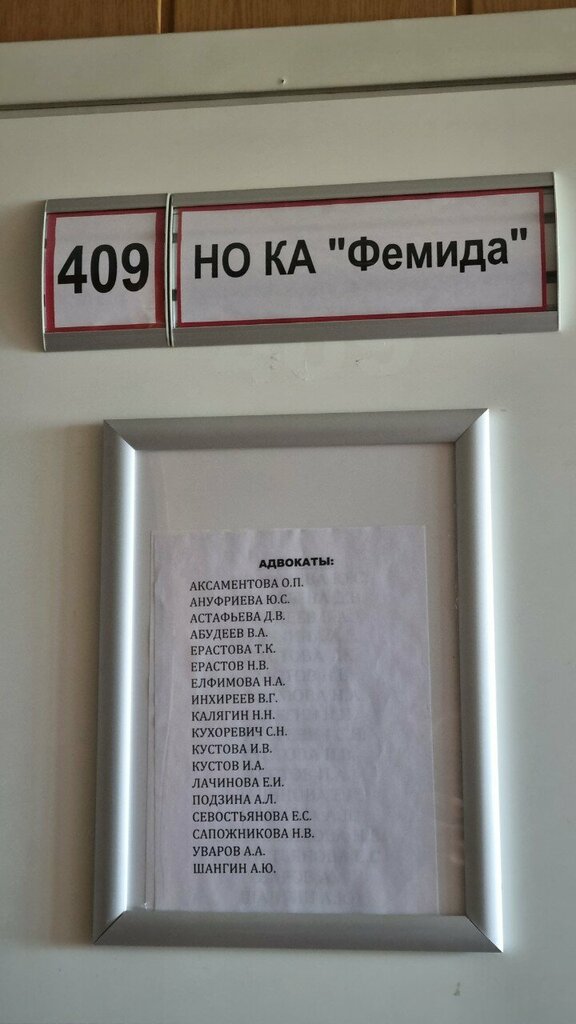 409
НО КА "Фемида"
АДВОКАТЫ:
АКСАМЕНТОВА О.П.
АНУФРИЕВА Ю.С.
АСТАФЬЕВА Д.В.
АБУДЕЕВ В.А.
ЕРАСТОВА Т.К.
ЕРАСТОВ Н.В.
ЕЛФИМОВА Н.А.
ИНХИРЕЕВ В.Г.
КАЛЯГИН Н.Н.
КУХОРЕВИЧ С.Н.
КУСТОВА И.В.
КУСТОВ И.А.
ЛАЧИНОВА Е.И.
ПОДЗИНА А.Л.
СЕВОСТЬЯНОВА Е.С.
САПОЖНИКОВА Н.В.
УВАРОВ А.А.
ШАНГИН А.Ю.